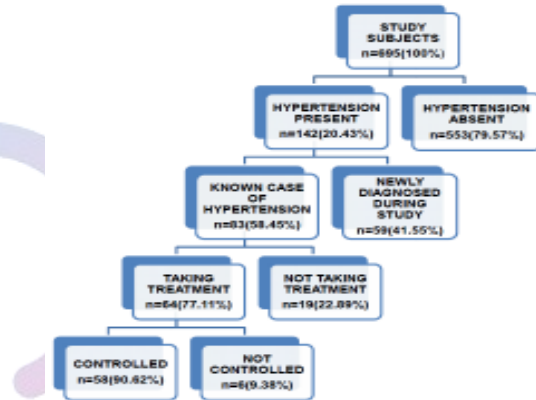 STUDY
SUBJECTS
n=695(100%)
HYPERTENSION
PRESENT
n=142(20.43%)
HYPERTENSION
ABSENT
n=553(79.57%)
KNOWN CASE
OF
HYPERTENSION
n=83(58.45%)
NEWLY
DIAGNOSED
DURING
STUDY
n=59(41.55%)
TAKING
TREATMENT
n=64(77.11%)
NOT TAKING
TREATMENT
n=19(22.89%)
CONTROLLED
n=58(90.62%)
NOT
CONTROLLED
n=6(9.38%)